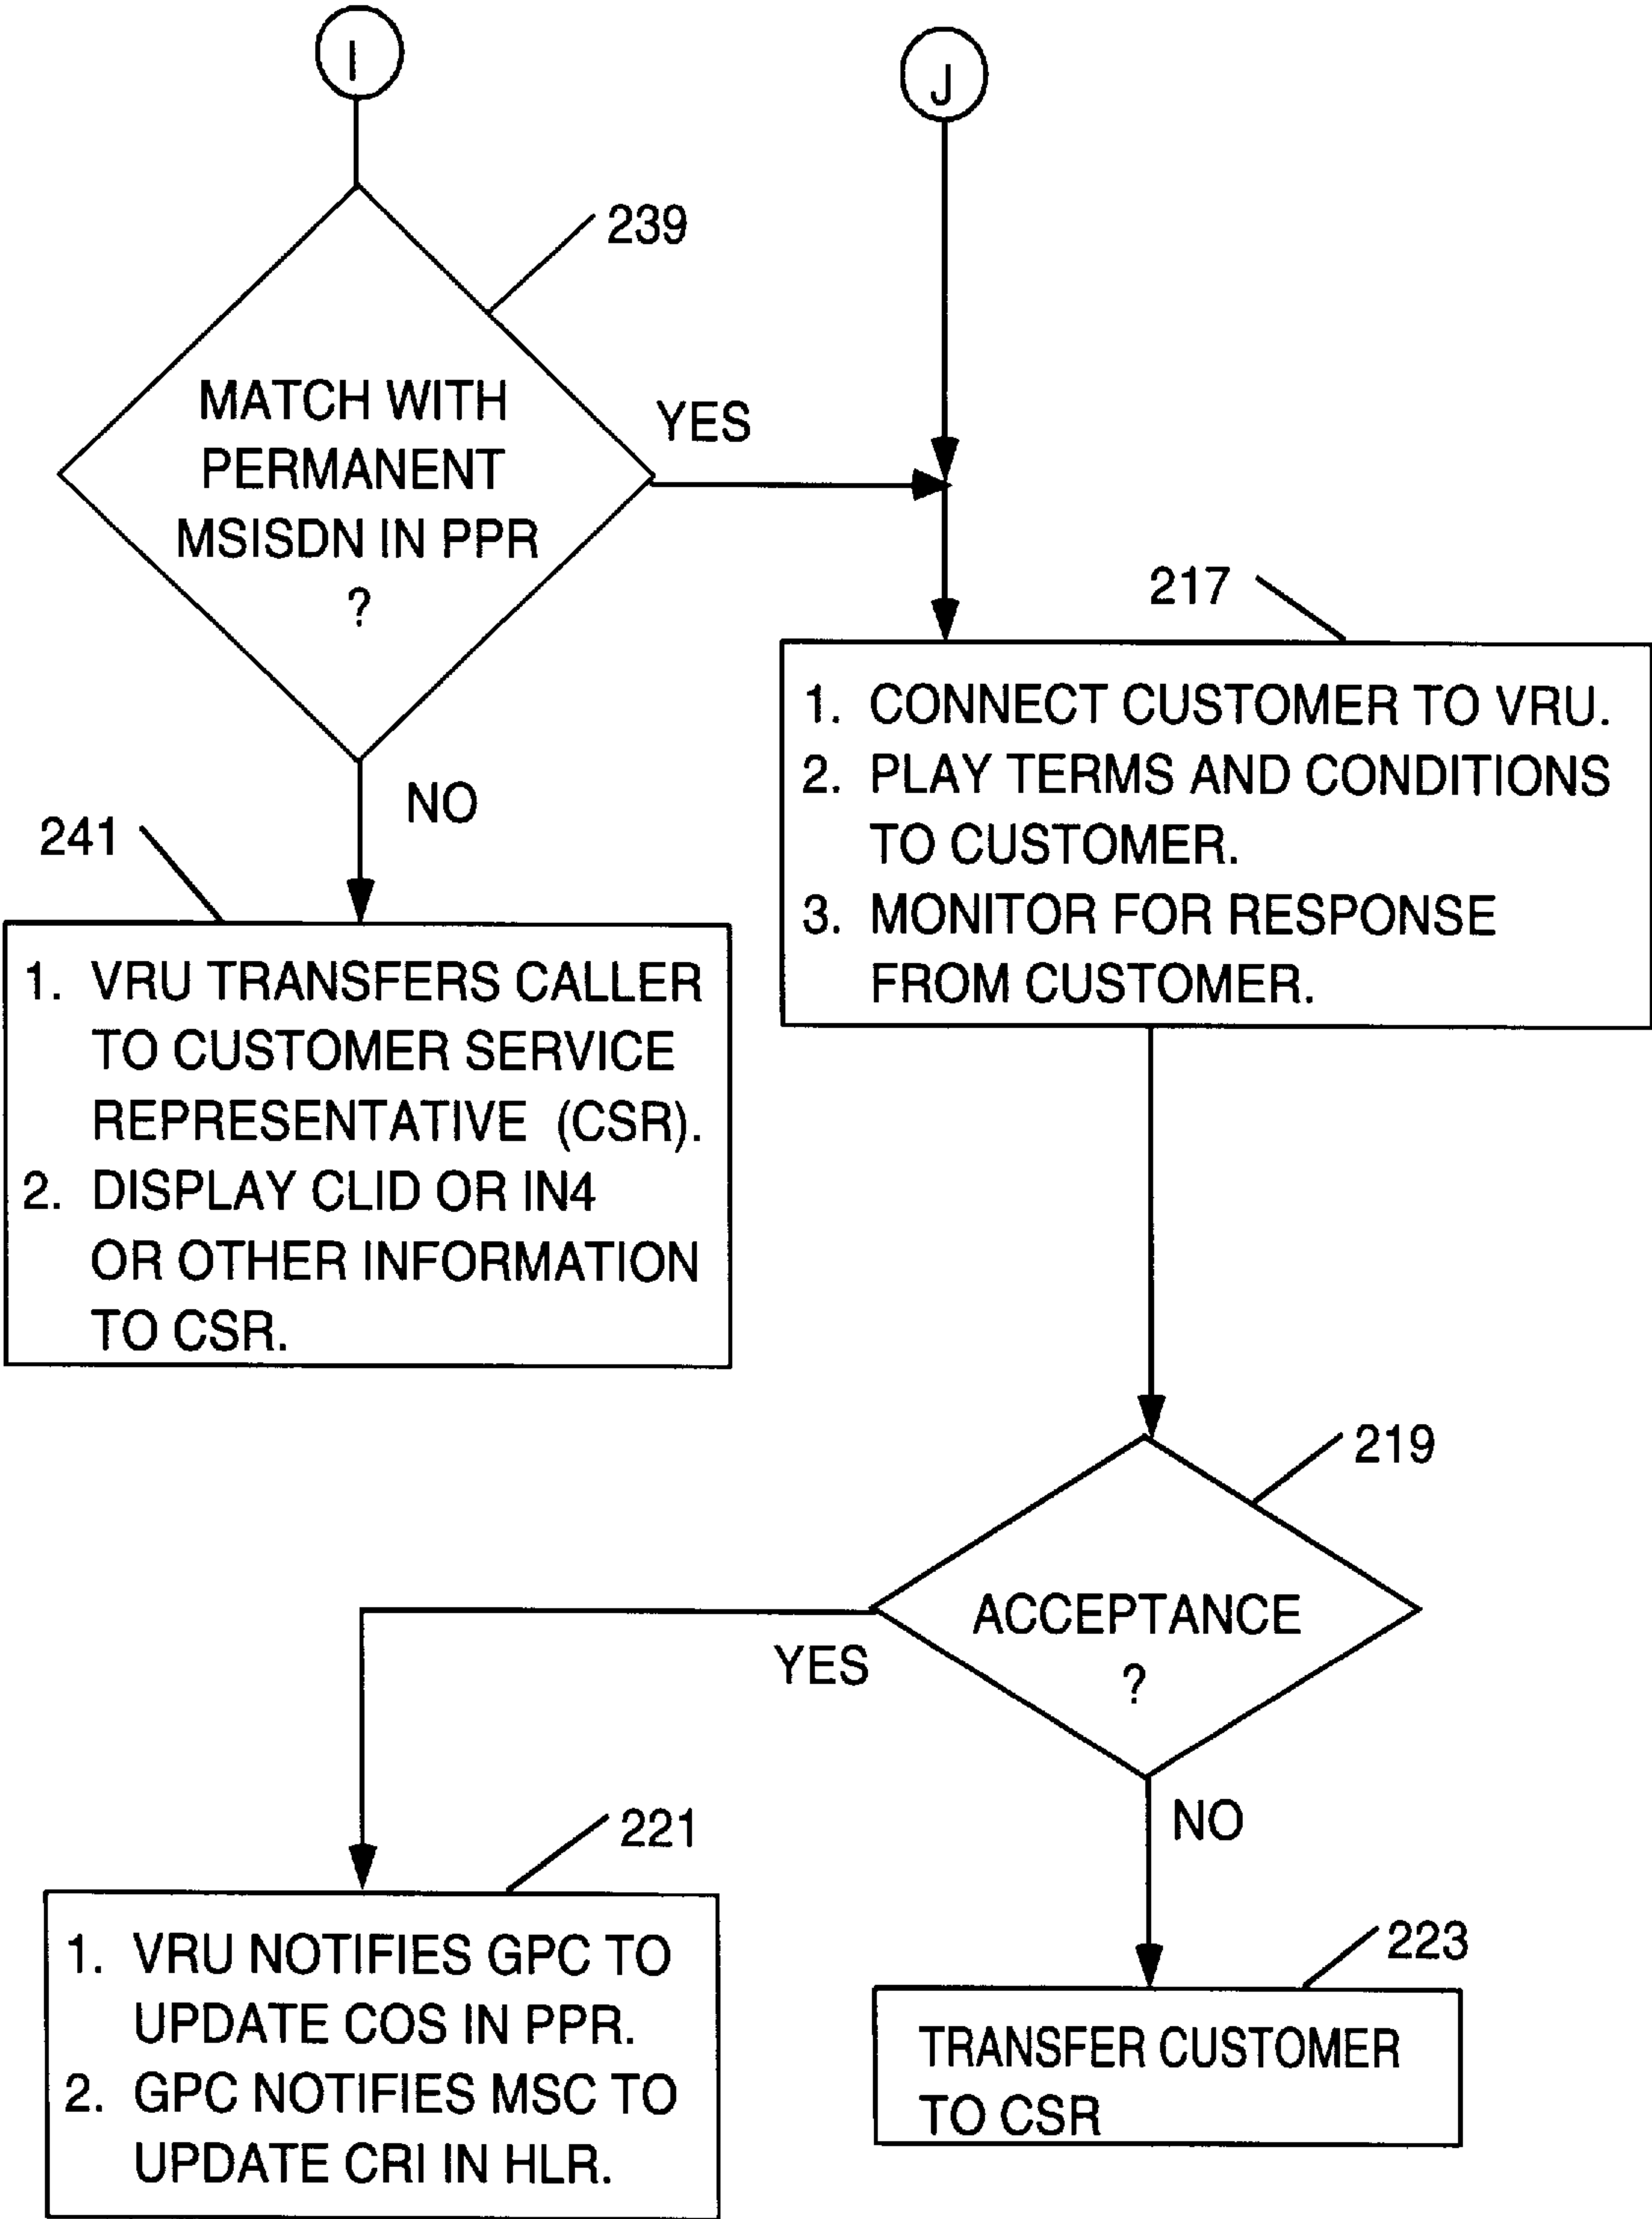 I
J
239
MATCH WITH
PERMANENT
MSISDN IN PPR
?
YES
NO
217
1. CONNECT CUSTOMER TO VRU.
2. PLAY TERMS AND CONDITIONS
TO CUSTOMER.
3. MONITOR FOR RESPONSE
FROM CUSTOMER.
241
1. VRU TRANSFERS CALLER
TO CUSTOMER SERVICE
REPRESENTATIVE (CSR).
2. DISPLAY CLID OR IN4
OR OTHER INFORMATION
TO CSR.
219
ACCEPTANCE
?
YES
NO
221
1. VRU NOTIFIES GPC TO
UPDATE COS IN PPR.
2. GPC NOTIFIES MSC TO
UPDATE CRI IN HLR.
223
TRANSFER CUSTOMER
TO CSR